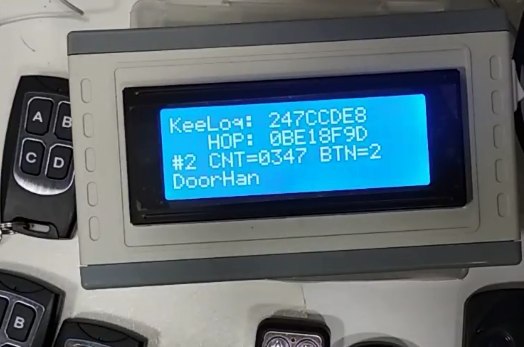 KeeLoq: 247CCDE8
HOP: 0BE18F9D
#2 CNT=0347 BTN=2
DoorHan
A
B
C
D
B